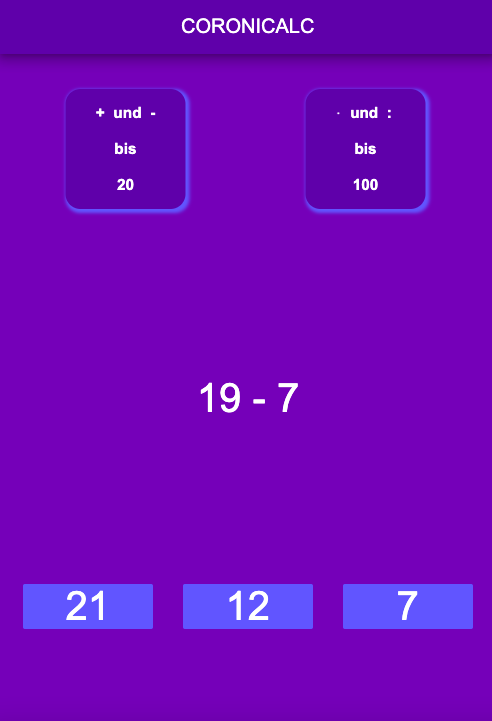 CORONICALC
+ und -
bis
20
· und :
bis
100
19 - 7
21
12
7